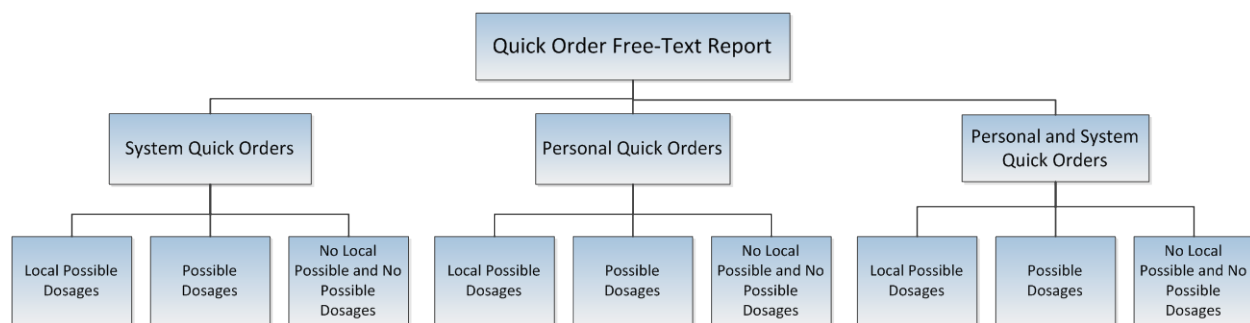 Quick Order Free-Text Report
System Quick Orders
Personal Quick Orders
Personal and System
Quick Orders
Local Possible
Dosages
Possible
Dosages
No Local
Possible and No
Possible
Dosages
Local Possible
Dosages
Possible
Dosages
No Local
Possible and No
Possible
Dosages
Local Possible
Dosages
Possible
Dosages
No Local
Possible and No
Possible
Dosages